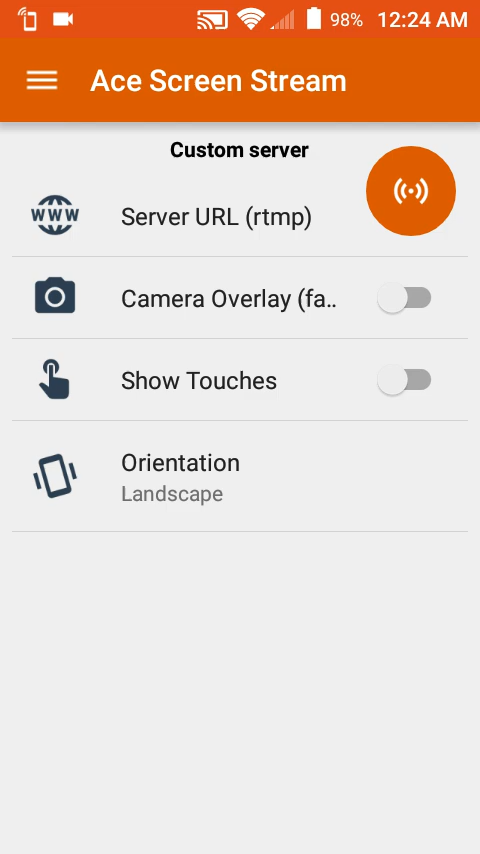 98% 12:24 AM
Ace Screen Stream
Custom server
WWW
Server URL (rtmp)
Camera Overlay (fa..
Show Touches
Orientation
Landscape